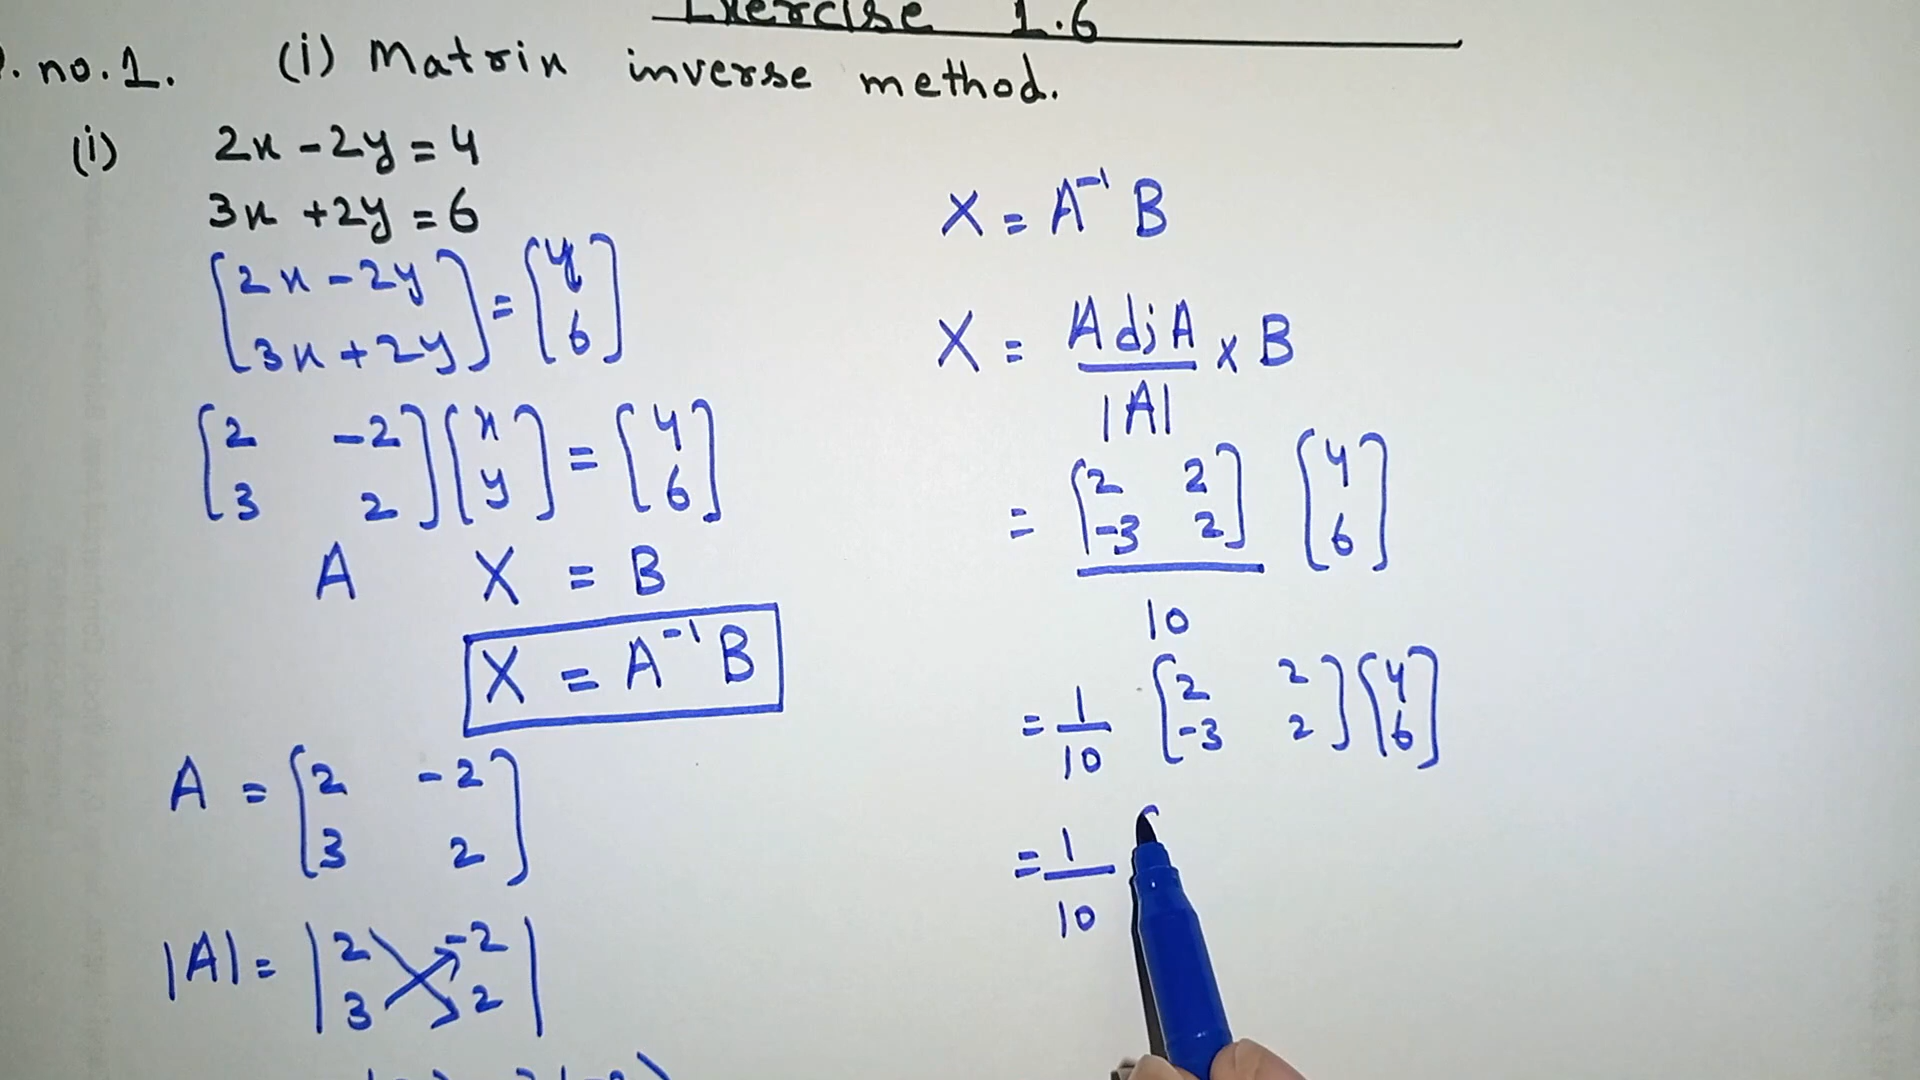 Exercise 1.6
. no.1. (i) Matrix inverse method.
(i) 2x - 2y = 4
3x + 2y = 6
[2x - 2y
3x + 2y] = [4
6]
[2 -2
3 2] [x
y] = [4
6]
A X = B
X = A⁻¹ B
A = [2 -2
3 2]
|A| = |2 -2
3 2|
X = A⁻¹ B
X = Adj A / |A| × B
= [2 2
-3 2] [4
6]
10
= 1/10 [2 2
-3 2] [4
6]
= 1/10 [